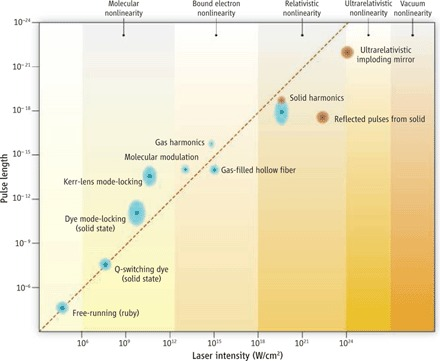 Molecular
nonlinearity
Bound electron
nonlinearity
Relativistic
nonlinearity
Ultrarelativistic
nonlinearity
Vacuum
nonlinearity
10⁻²⁴
10⁻²¹
10⁻¹⁸
10⁻¹⁵
10⁻¹²
10⁻⁹
10⁻⁶
Pulse length
Ultrarelativistic
imploding mirror
Solid harmonics
Reflected pulses from solid
Gas harmonics
Molecular modulation
Gas-filled hollow fiber
Kerr-lens mode-locking
Dye mode-locking
(solid state)
Q-switching dye
(solid state)
Free-running (ruby)
10⁶
10⁹
10¹²
10¹⁵
10¹⁸
10²¹
10²⁴
Laser intensity (W/cm²)